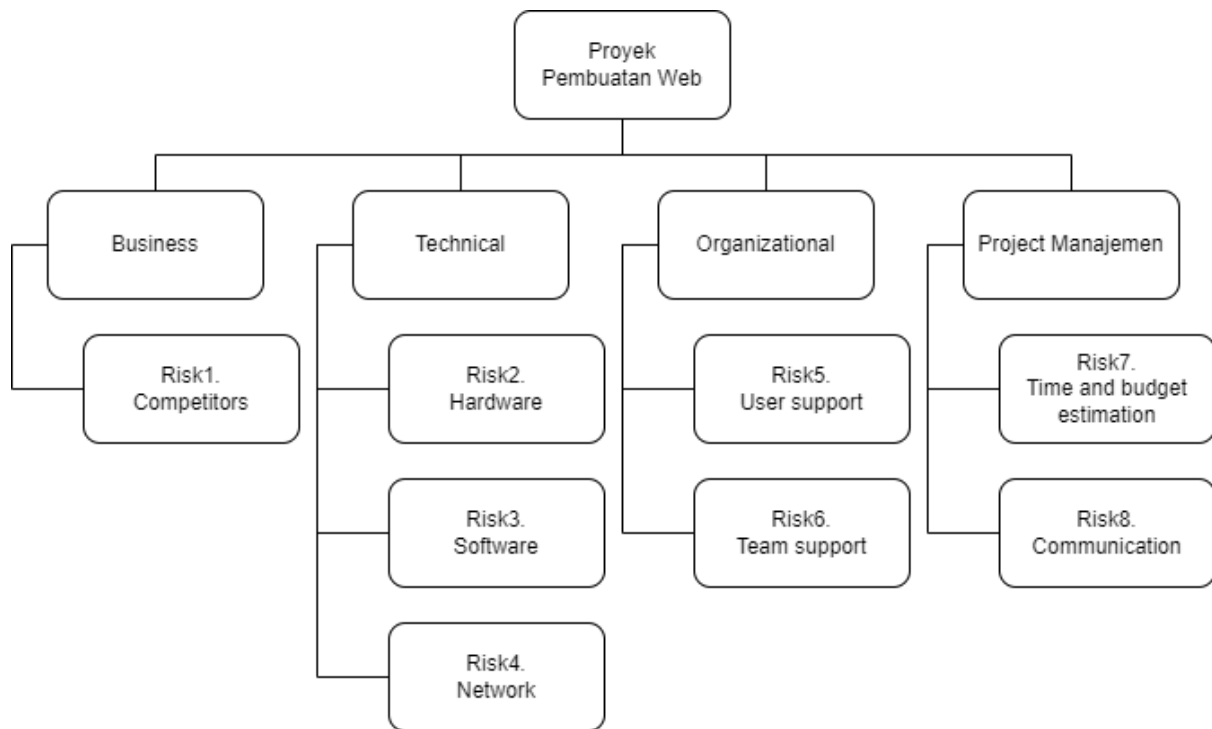 Proyek
Pembuatan Web
Business
Technical
Organizational
Project Manajemen
Risk1.
Competitors
Risk2.
Hardware
Risk5.
User support
Risk7.
Time and budget
estimation
Risk3.
Software
Risk6.
Team support
Risk8.
Communication
Risk4.
Network